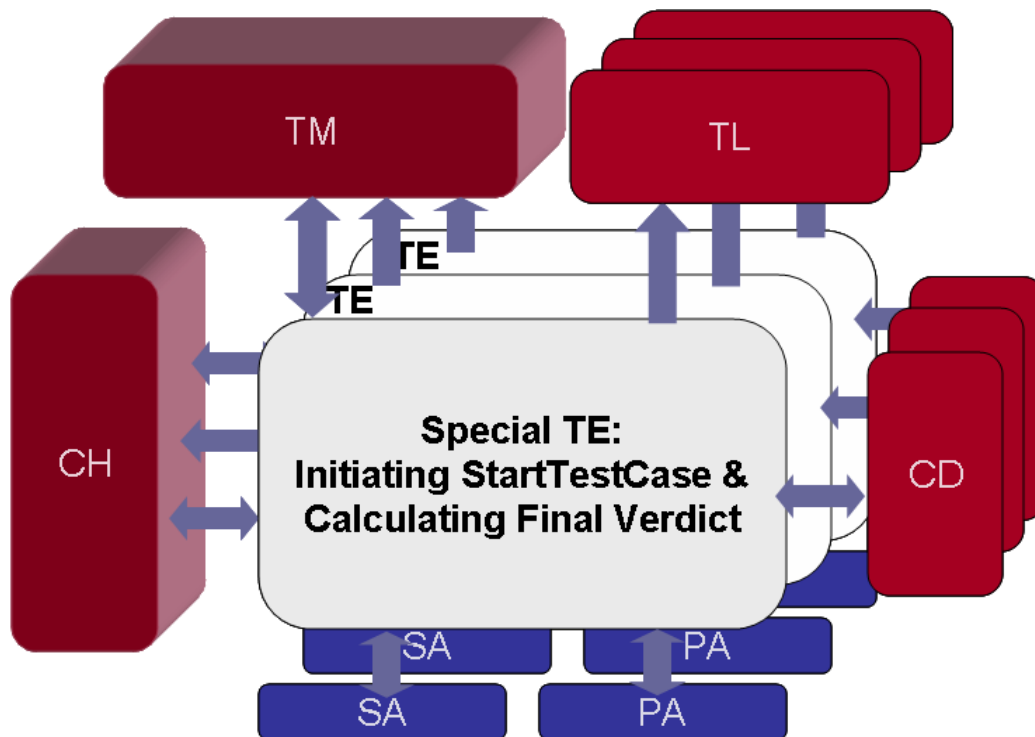 TM
TL
TE
TE
CH
Special TE:
Initiating StartTestCase &
Calculating Final Verdict
CD
SA
PA
SA
PA